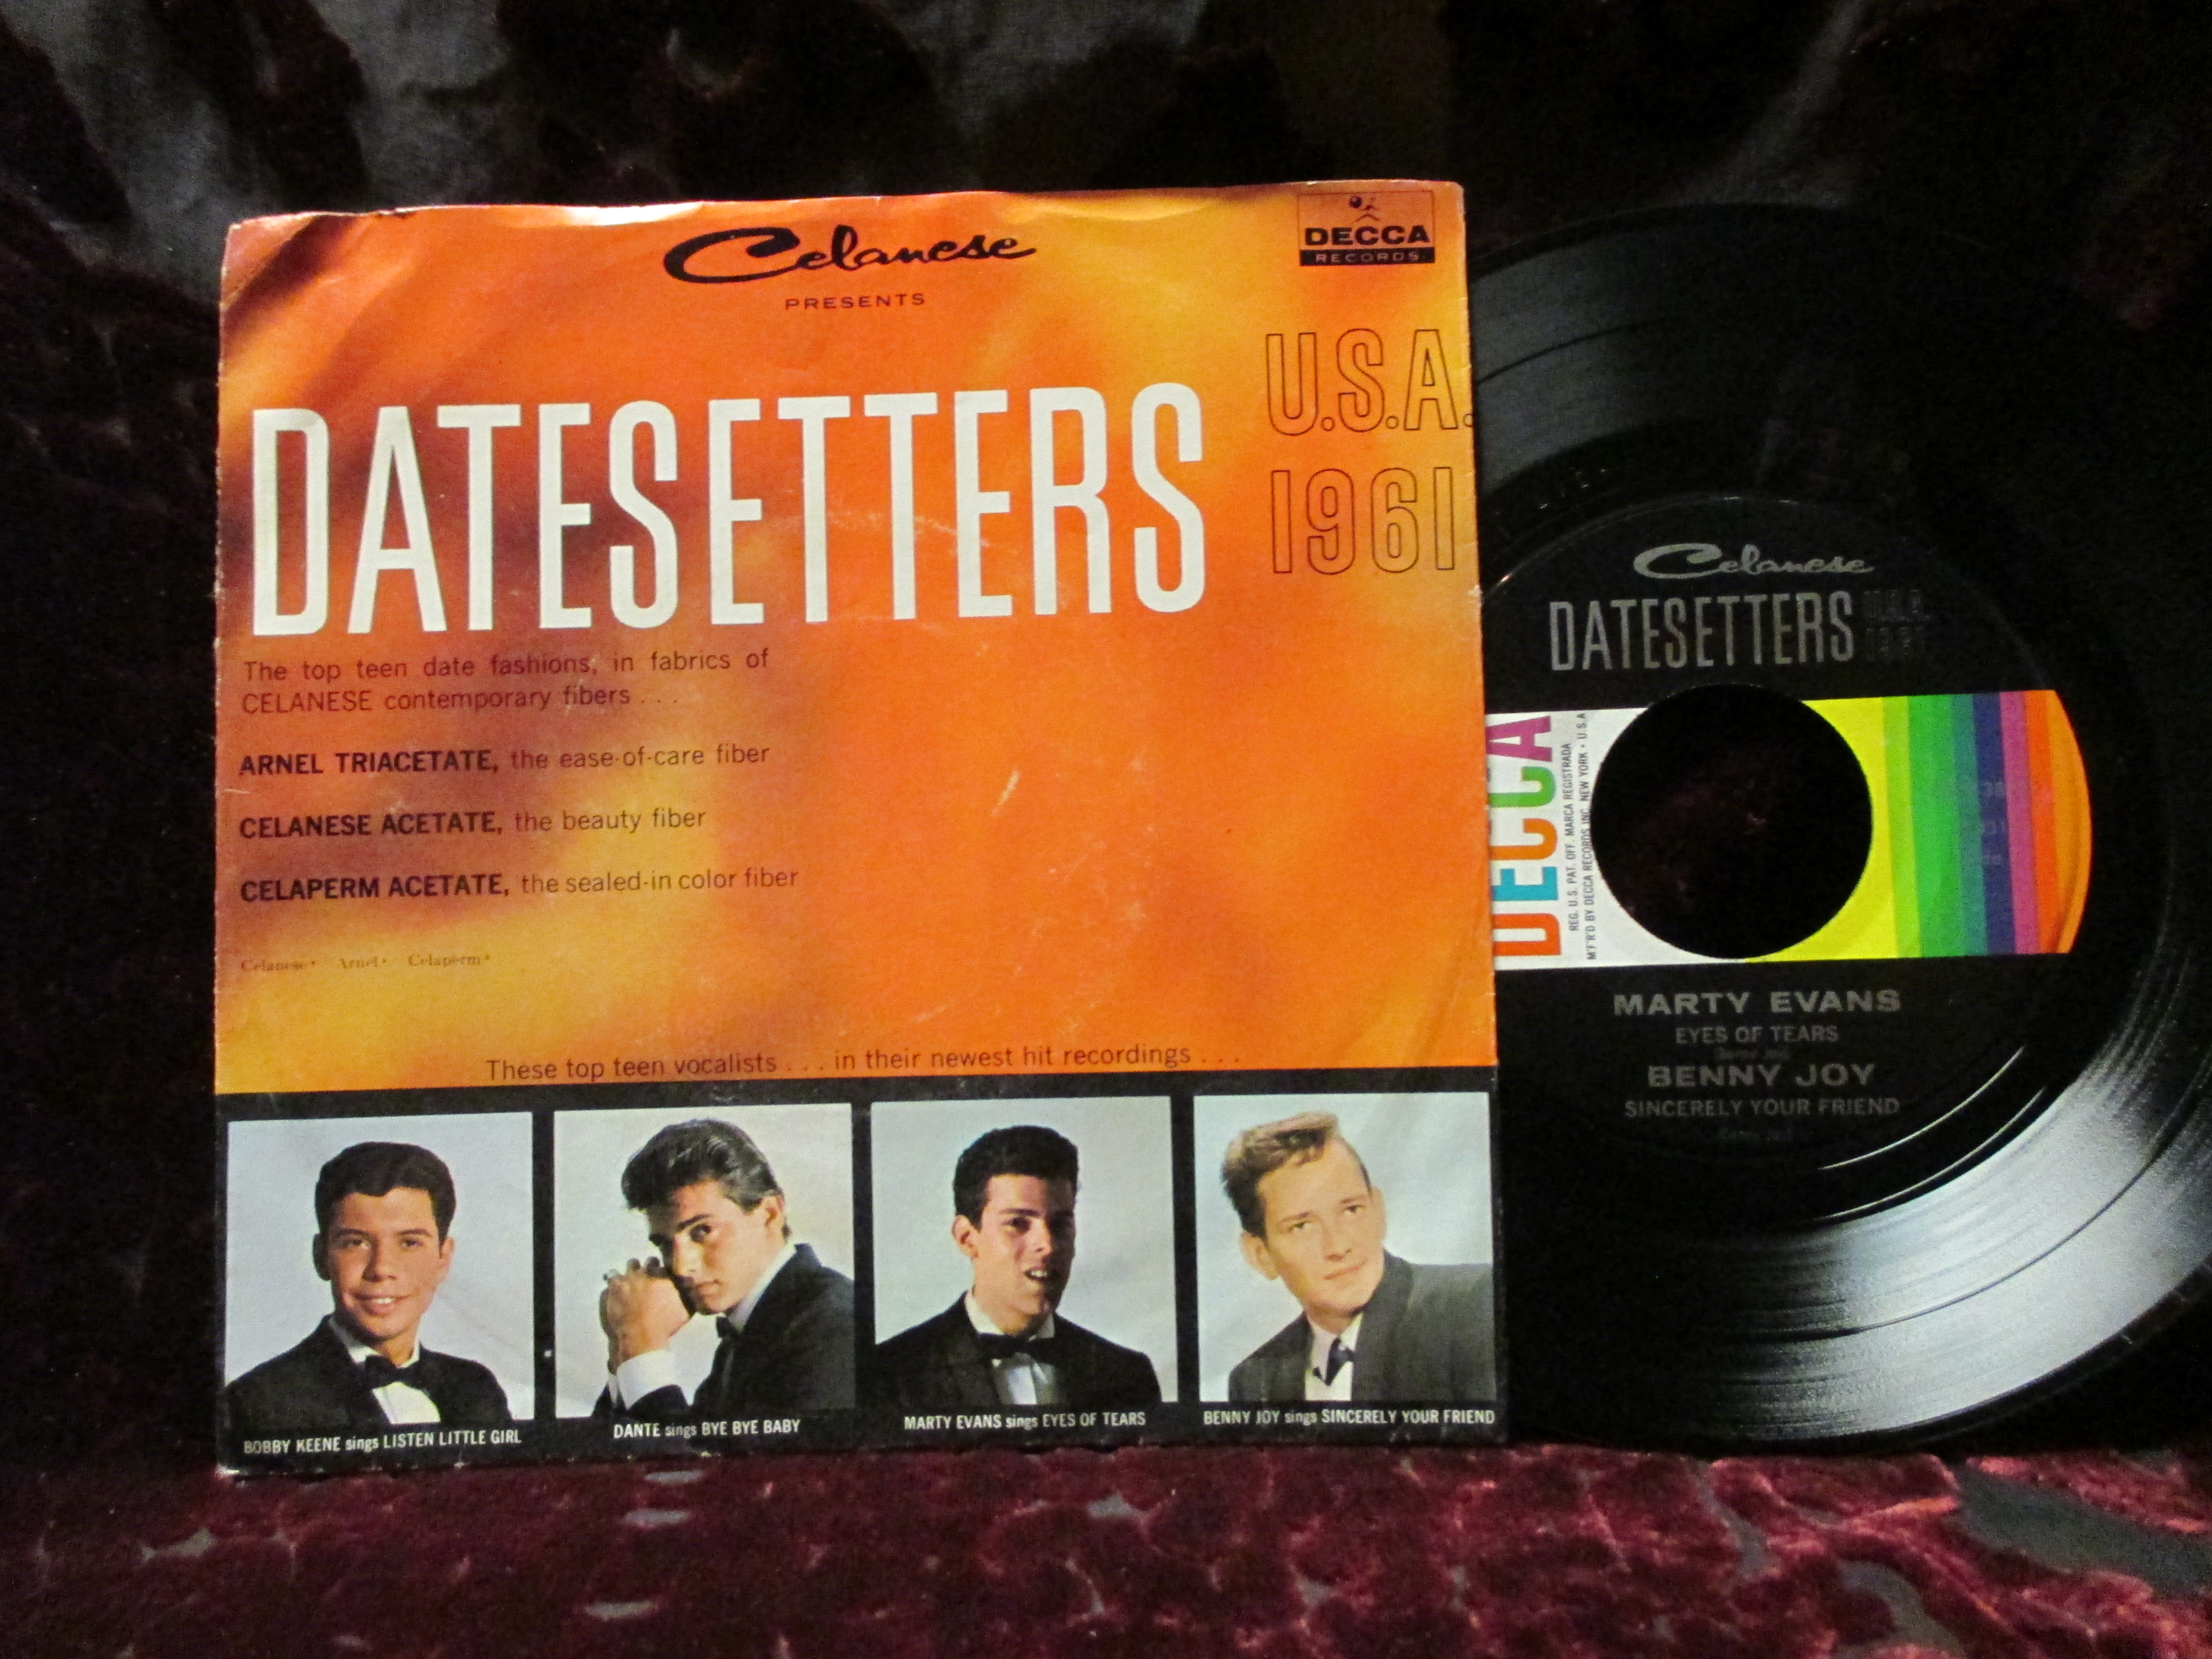 Celanese
PRESENTS
DECCA
RECORDS
DATESETTERS
U.S.A.
1961
The top teen date fashions, in fabrics of
CELANESE contemporary fibers . . .
ARNEL TRIACETATE, the ease-of-care fiber
CELANESE ACETATE, the beauty fiber
CELAPERM ACETATE, the sealed-in color fiber
Celanese® Arnel® Celaperm®
These top teen vocalists . . . in their newest hit recordings . . .
BOBBY KEENE sings LISTEN LITTLE GIRL
DANTE sings BYE BYE BABY
MARTY EVANS sings EYES OF TEARS
BENNY JOY sings SINCERELY YOUR FRIEND
Celanese
DATESETTERS U.S.A.
1961
DECCA
REG. U.S. PAT. OFF. MARCA REGISTRADA
M'F'R'D BY DECCA RECORDS INC. NEW YORK • U.S.A
MARTY EVANS
EYES OF TEARS
BENNY JOY
SINCERELY YOUR FRIEND